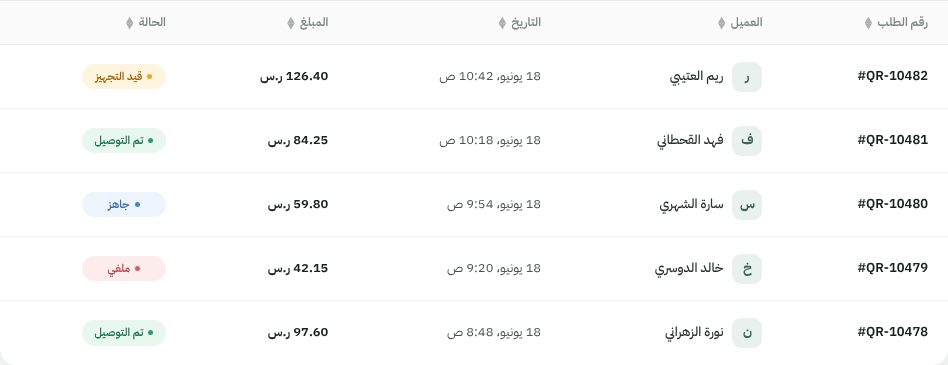 رقم الطلب العميل التاريخ المبلغ الحالة
#QR-10482 ر ريم العتيبي 18 يونيو، 10:42 ص 126.40 ر.س قيد التجهيز
#QR-10481 ف فهد القحطاني 18 يونيو، 10:18 ص 84.25 ر.س تم التوصيل
#QR-10480 س سارة الشهري 18 يونيو، 9:54 ص 59.80 ر.س جاهز
#QR-10479 خ خالد الدوسري 18 يونيو، 9:20 ص 42.15 ر.س ملغي
#QR-10478 ن نورة الزهراني 18 يونيو، 8:48 ص 97.60 ر.س تم التوصيل